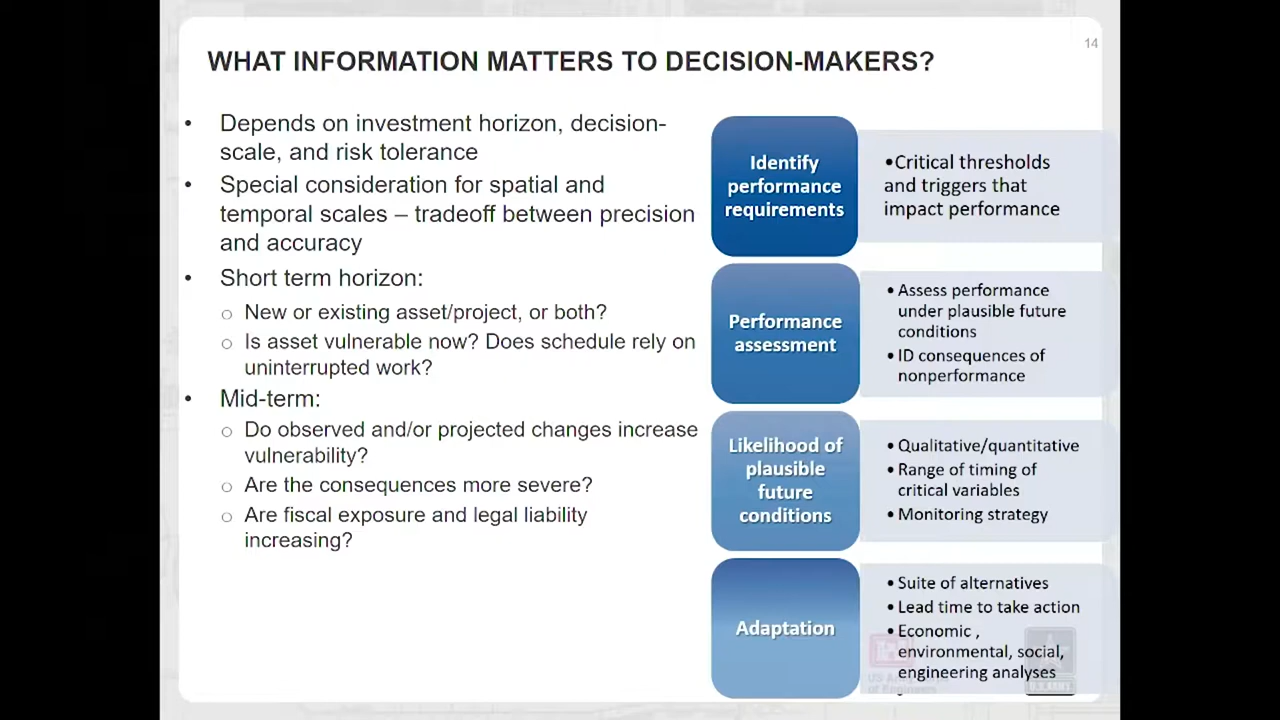 14
WHAT INFORMATION MATTERS TO DECISION-MAKERS?
• Depends on investment horizon, decision-
scale, and risk tolerance
• Special consideration for spatial and
temporal scales – tradeoff between precision
and accuracy
• Short term horizon:
○ New or existing asset/project, or both?
○ Is asset vulnerable now? Does schedule rely on
uninterrupted work?
• Mid-term:
○ Do observed and/or projected changes increase
vulnerability?
○ Are the consequences more severe?
○ Are fiscal exposure and legal liability
increasing?
Identify
performance
requirements
•Critical thresholds
and triggers that
impact performance
Performance
assessment
• Assess performance
under plausible future
conditions
• ID consequences of
nonperformance
Likelihood of
plausible
future
conditions
• Qualitative/quantitative
• Range of timing of
critical variables
• Monitoring strategy
Adaptation
• Suite of alternatives
• Lead time to take action
• Economic ,
environmental, social,
engineering analyses
US Army
of Engineers
U.S. ARMY